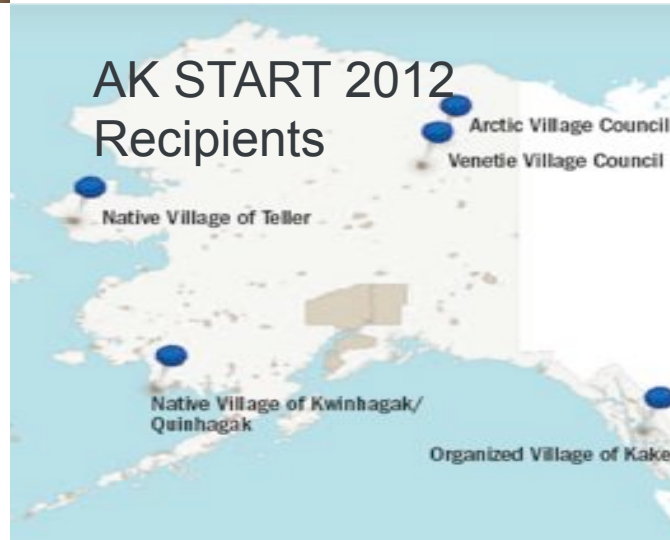 AK START 2012
Recipients
Arctic Village Council
Venetie Village Council
Native Village of Teller
Native Village of Kwinhagak/
Quinhagak
Organized Village of Kake